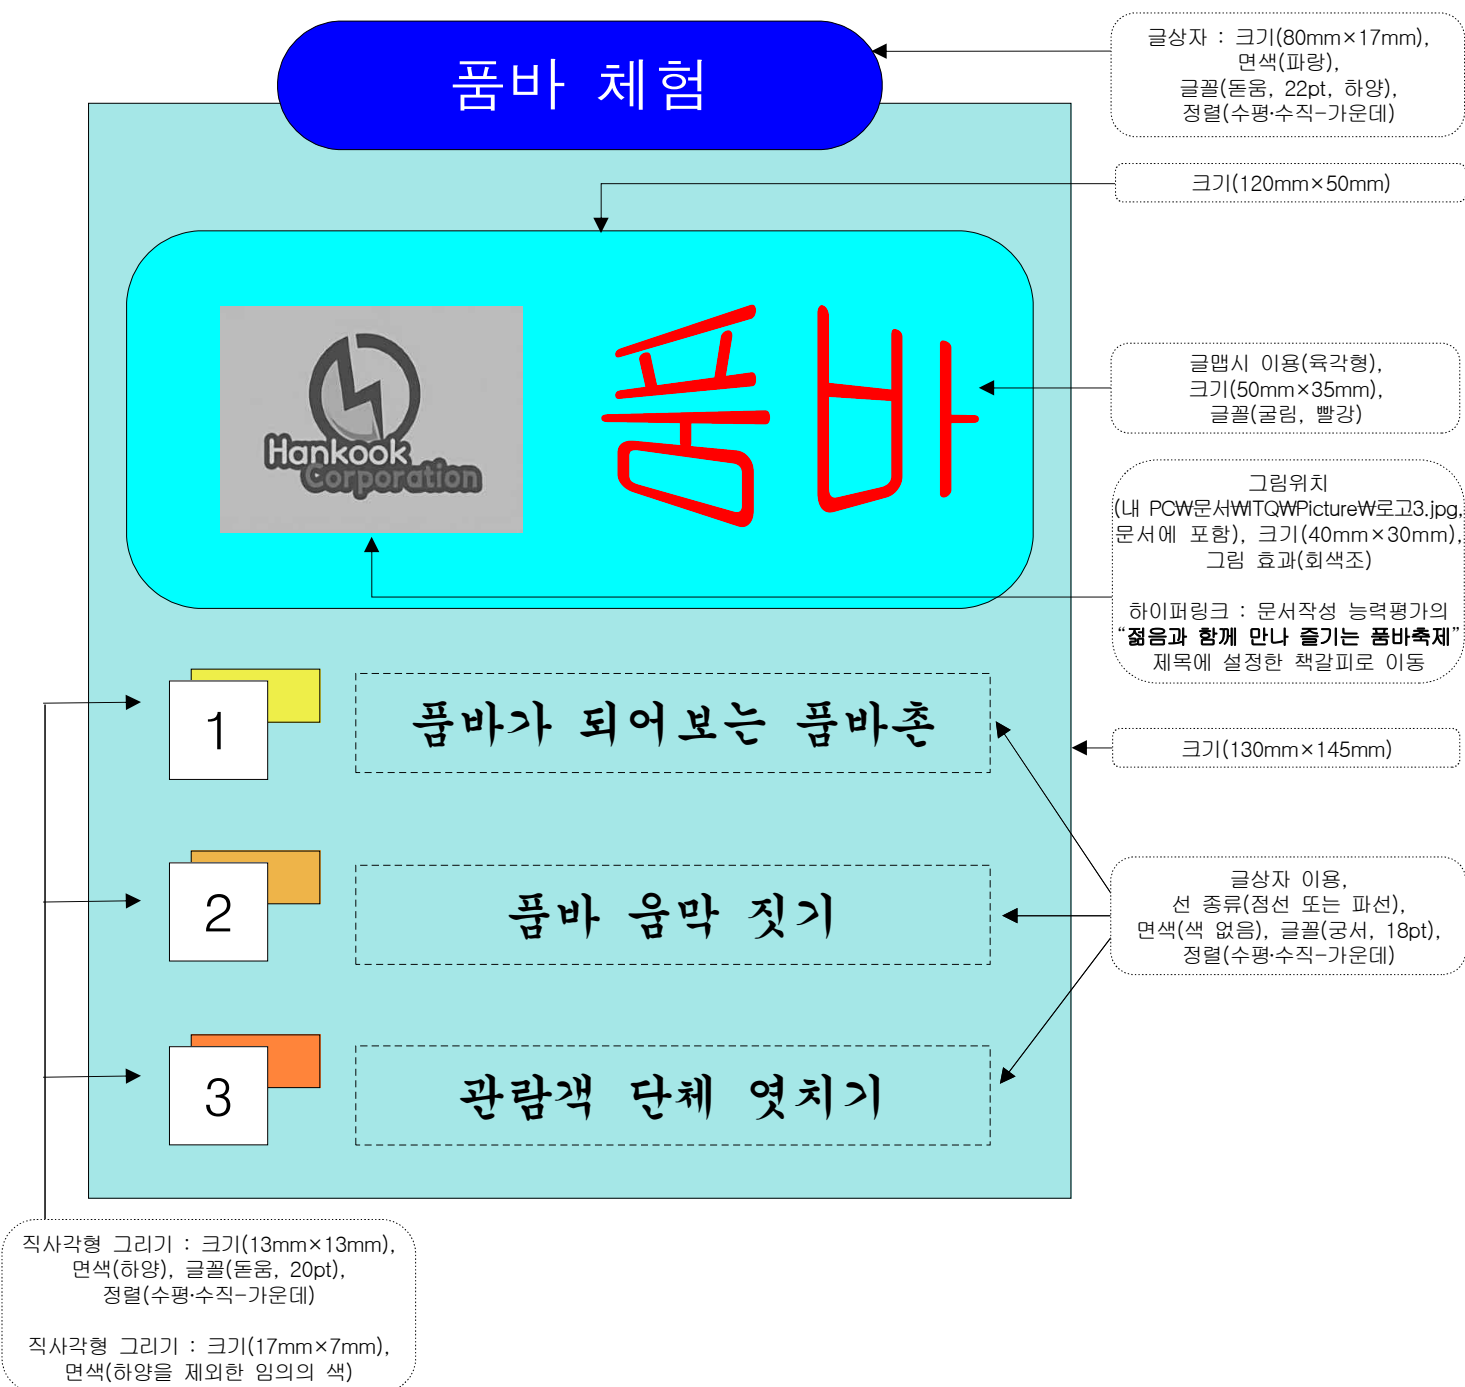 품바 체험
글상자 : 크기(80mm×17mm),
면색(파랑),
글꼴(돋움, 22pt, 하양),
정렬(수평·수직-가운데)
크기(120mm×50mm)
Hankook
Corporation
품바
글맵시 이용(육각형),
크기(50mm×35mm),
글꼴(굴림, 빨강)
그림위치
(내 PC₩문서₩ITQ₩Picture₩로고3.jpg,
문서에 포함), 크기(40mm×30mm),
그림 효과(회색조)
하이퍼링크 : 문서작성 능력평가의
“젊음과 함께 만나 즐기는 품바축제”
제목에 설정한 책갈피로 이동
1
품바가 되어보는 품바촌
크기(130mm×145mm)
2
품바 움막 짓기
글상자 이용,
선 종류(점선 또는 파선),
면색(색 없음), 글꼴(궁서, 18pt),
정렬(수평·수직-가운데)
3
관람객 단체 엿치기
직사각형 그리기 : 크기(13mm×13mm),
면색(하양), 글꼴(돋움, 20pt),
정렬(수평·수직-가운데)
직사각형 그리기 : 크기(17mm×7mm),
면색(하양을 제외한 임의의 색)